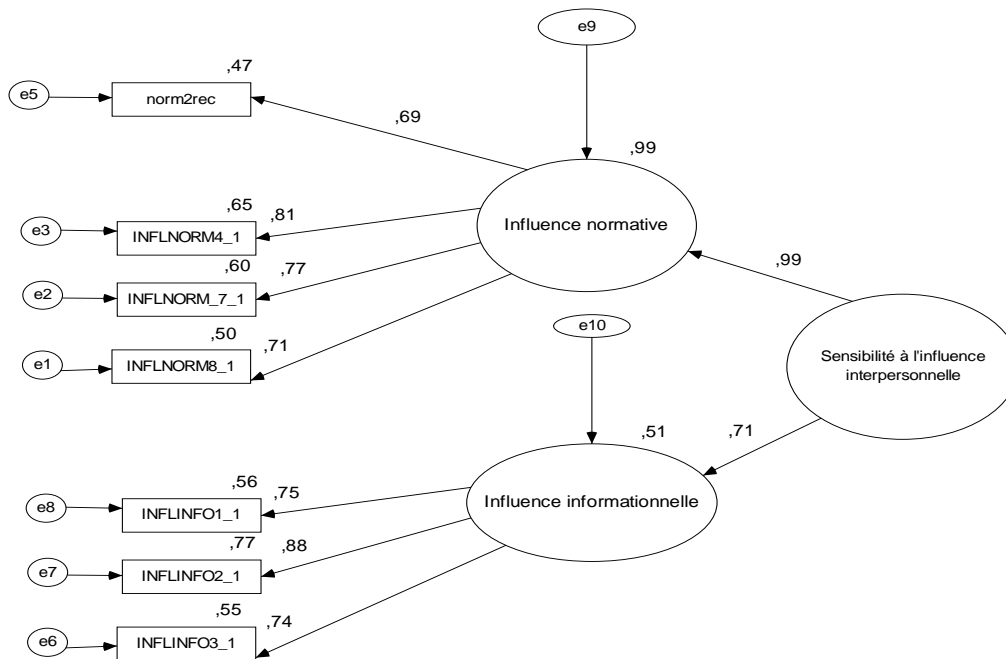 e9
,47
e5
norm2rec
,69
,99
,65
e3
,81
INFLNORM4_1
Influence normative
,60
,77
,99
e2
INFLNORM_7_1
e10
,50
,71
e1
INFLNORM8_1
Sensibilité à l'influence
interpersonnelle
,51
,71
,56
,75
e8
INFLINFO1_1
Influence informationnelle
,77
,88
e7
INFLINFO2_1
,55
,74
e6
INFLINFO3_1